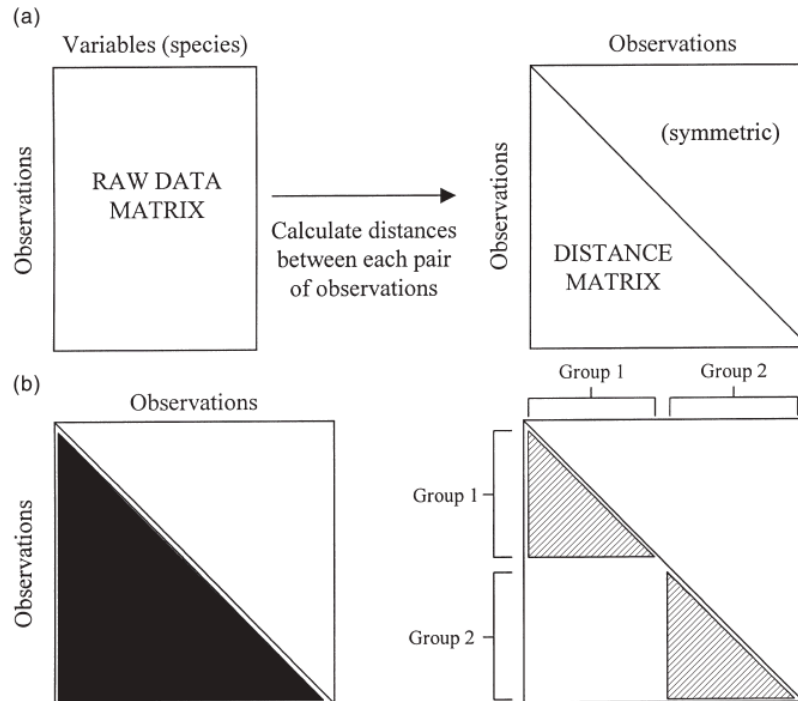 (a)
Variables (species)
Observations
RAW DATA
MATRIX
Calculate distances
between each pair
of observations
Observations
Observations
(symmetric)
DISTANCE
MATRIX
(b)
Observations
Observations
Group 1
Group 2
Group 1
Group 2